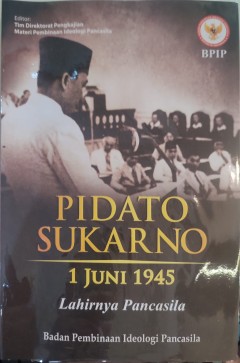 Editor:
Tim Direktorat Pengkajian
Materi Pembinaan Ideologi Pancasila
BPIP
PIDATO
SUKARNO
1 JUNI 1945
Lahirnya Pancasila
Badan Pembinaan Ideologi Pancasila